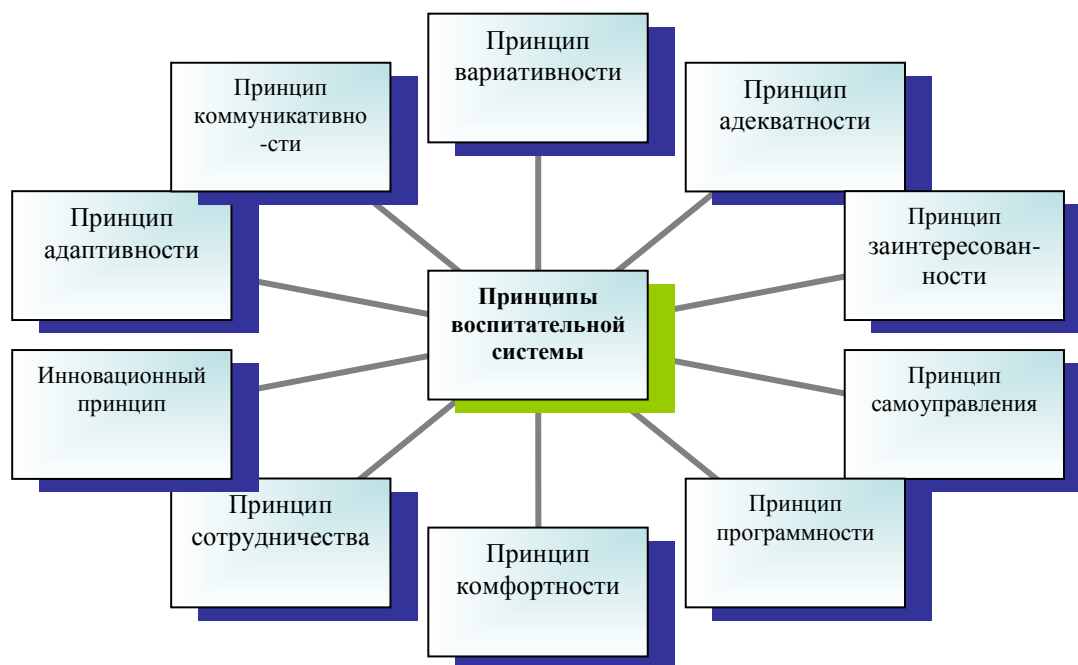 Принцип
вариативности
Принцип
коммуникативно
-сти
Принцип
адекватности
Принцип
адаптивности
Принцип
заинтересован-
ности
Принципы
воспитательной
системы
Инновационный
принцип
Принцип
самоуправления
Принцип
сотрудничества
Принцип
программности
Принцип
комфортности